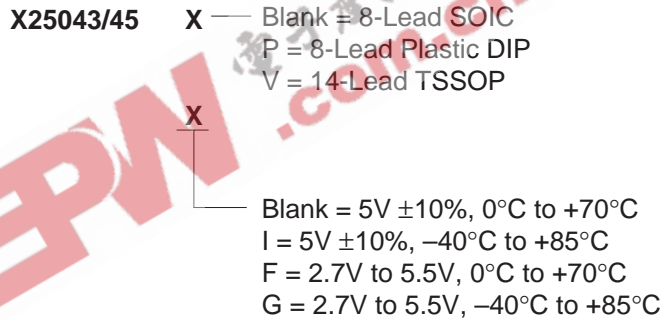 X25043/45 X Blank = 8-Lead SOIC
P = 8-Lead Plastic DIP
V = 14-Lead TSSOP
X
Blank = 5V ±10%, 0°C to +70°C
I = 5V ±10%, –40°C to +85°C
F = 2.7V to 5.5V, 0°C to +70°C
G = 2.7V to 5.5V, –40°C to +85°C